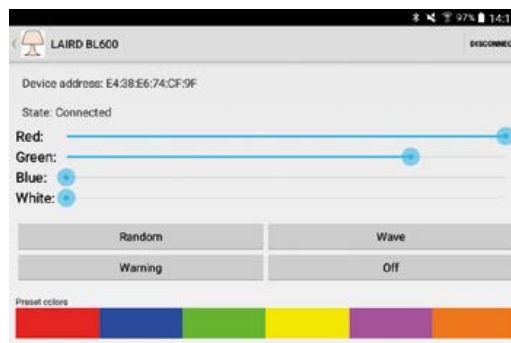 97% 14:1
LAIRD BL600 DISCONNEC
Device address: E4:38:E6:74:CF:9F
State: Connected
Red:
Green:
Blue:
White:
Random Wave
Warning Off
Preset colors